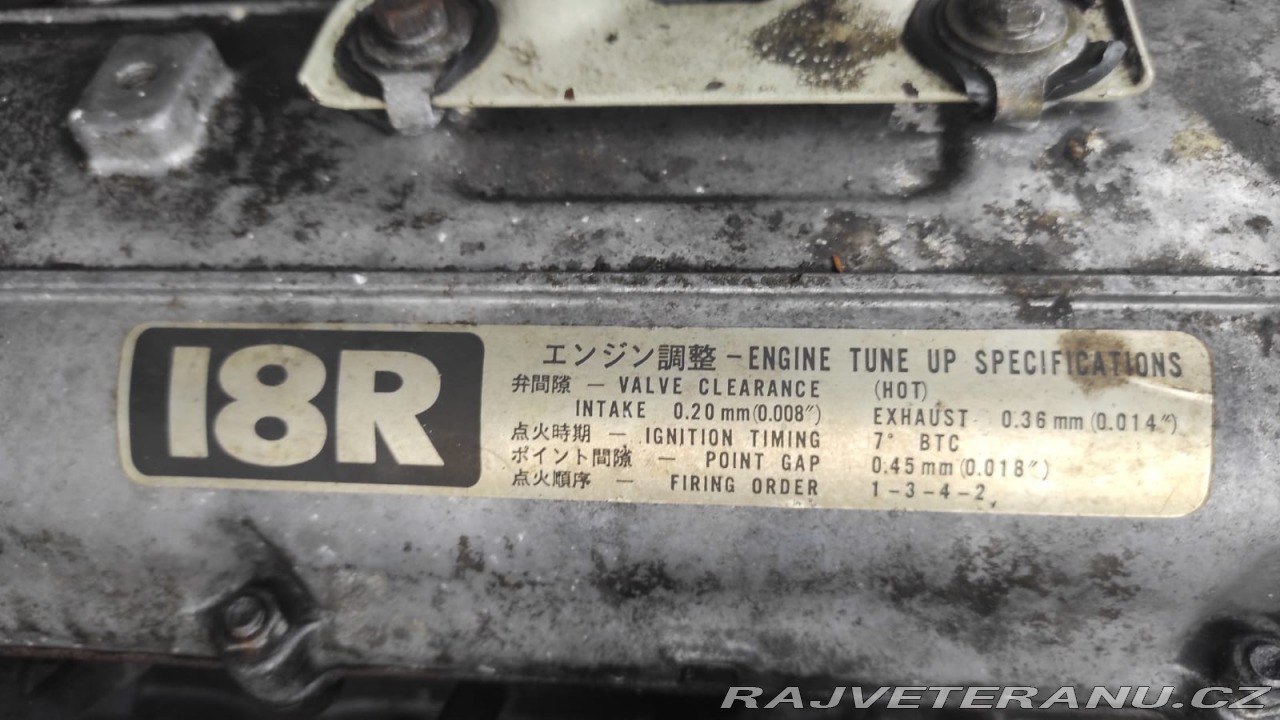 18R
エンジン調整 - ENGINE TUNE UP SPECIFICATIONS
弁間隙 - VALVE CLEARANCE (HOT)
INTAKE 0.20 mm (0.008") EXHAUST 0.36 mm (0.014")
点火時期 - IGNITION TIMING 7° BTC
ポイント間隙 - POINT GAP 0.45 mm (0.018")
点火順序 - FIRING ORDER 1-3-4-2
RAJVETERANU.CZ